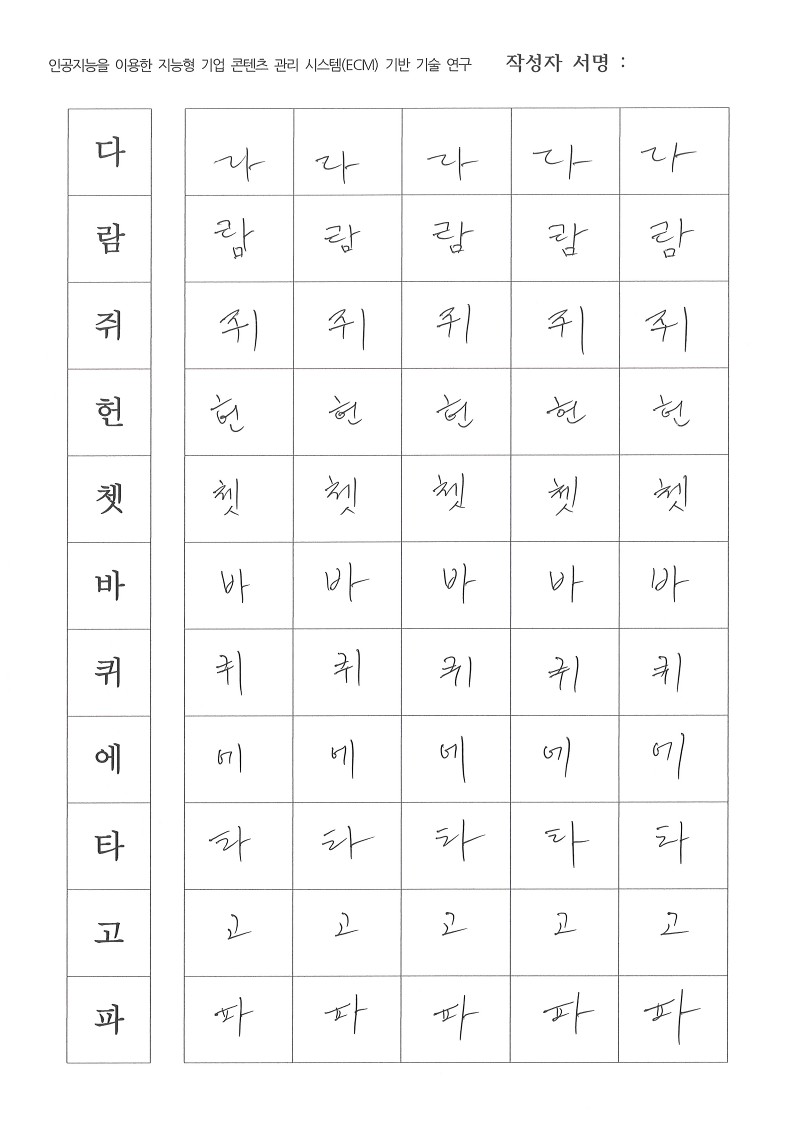 인공지능을 이용한 지능형 기업 콘텐츠 관리 시스템(ECM) 기반 기술 연구 작성자 서명 :
다 다 다 다 다 다
람 람 람 람 람 람
쥐 쥐 쥐 쥐 쥐 쥐
헌 헌 헌 헌 헌 헌
쳇 쳇 쳇 쳇 쳇 쳇
바 바 바 바 바 바
퀴 퀴 퀴 퀴 퀴 퀴
에 에 에 에 에 에
타 타 타 타 타 타
고 고 고 고 고 고
파 파 파 파 파 파